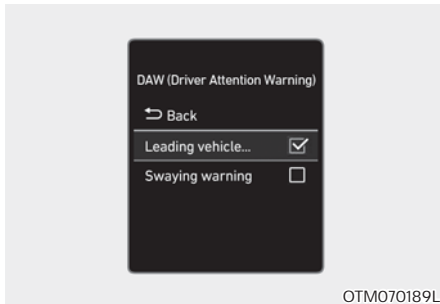 DAW (Driver Attention Warning)
Back
Leading vehicle...
Swaying warning
OTM070189L